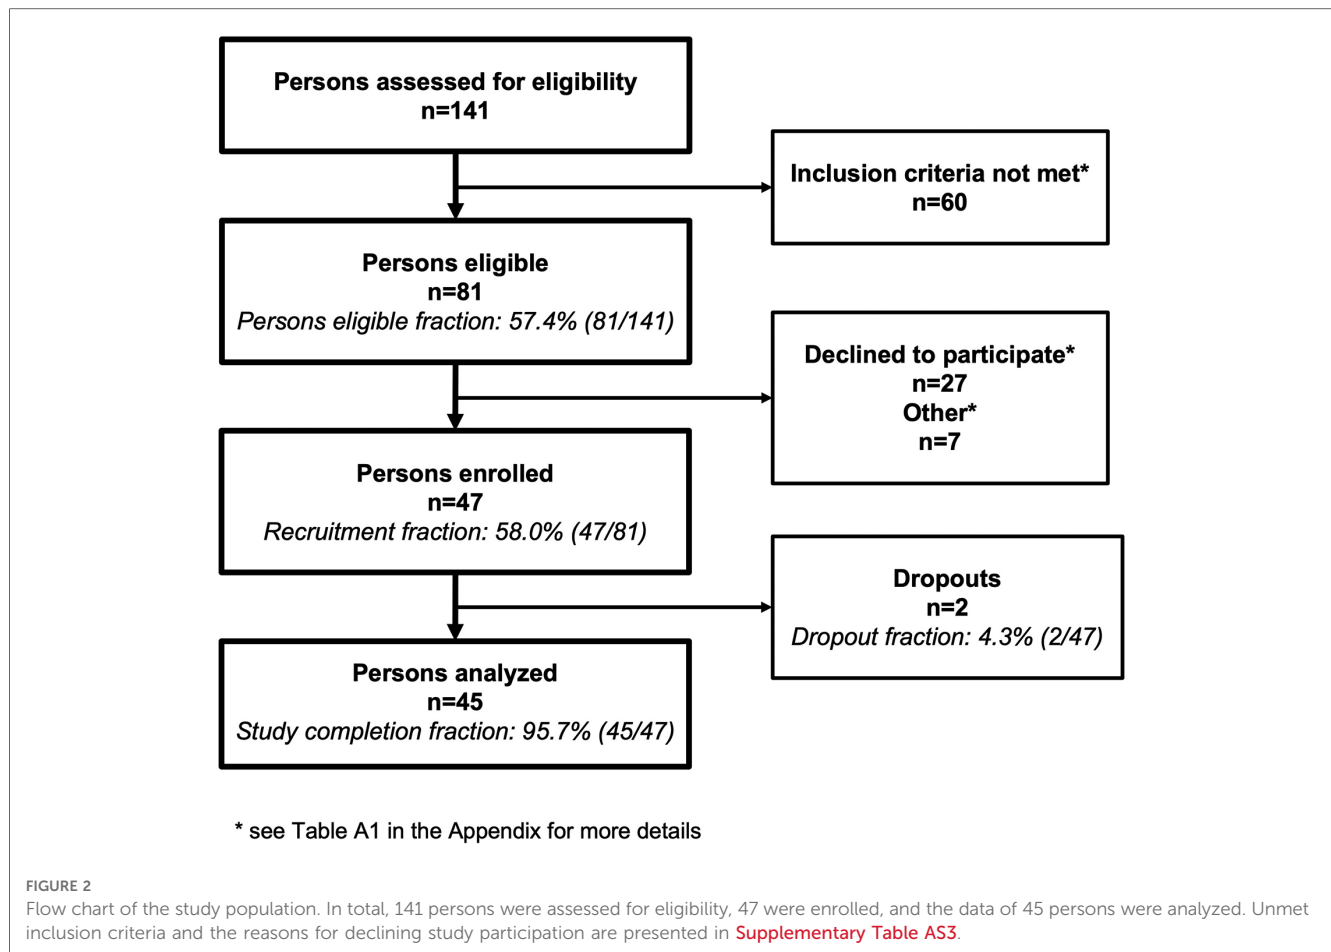 Persons assessed for eligibility
n=141
Inclusion criteria not met*
n=60
Persons eligible
n=81
Persons eligible fraction: 57.4% (81/141)
Declined to participate*
n=27
Other*
n=7
Persons enrolled
n=47
Recruitment fraction: 58.0% (47/81)
Dropouts
n=2
Dropout fraction: 4.3% (2/47)
Persons analyzed
n=45
Study completion fraction: 95.7% (45/47)
* see Table A1 in the Appendix for more details
FIGURE 2
Flow chart of the study population. In total, 141 persons were assessed for eligibility, 47 were enrolled, and the data of 45 persons were analyzed. Unmet
inclusion criteria and the reasons for declining study participation are presented in Supplementary Table AS3.